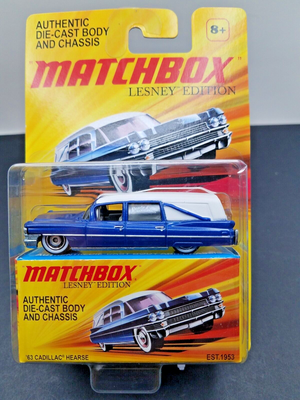 AUTHENTIC
DIE-CAST BODY
AND CHASSIS
8+
"MATCHBOX"
LESNEY EDITION
MATCHBOX
LESNEY EDITION
AUTHENTIC
DIE-CAST BODY
AND CHASSIS
'63 CADILLAC® HEARSE
EST.1953